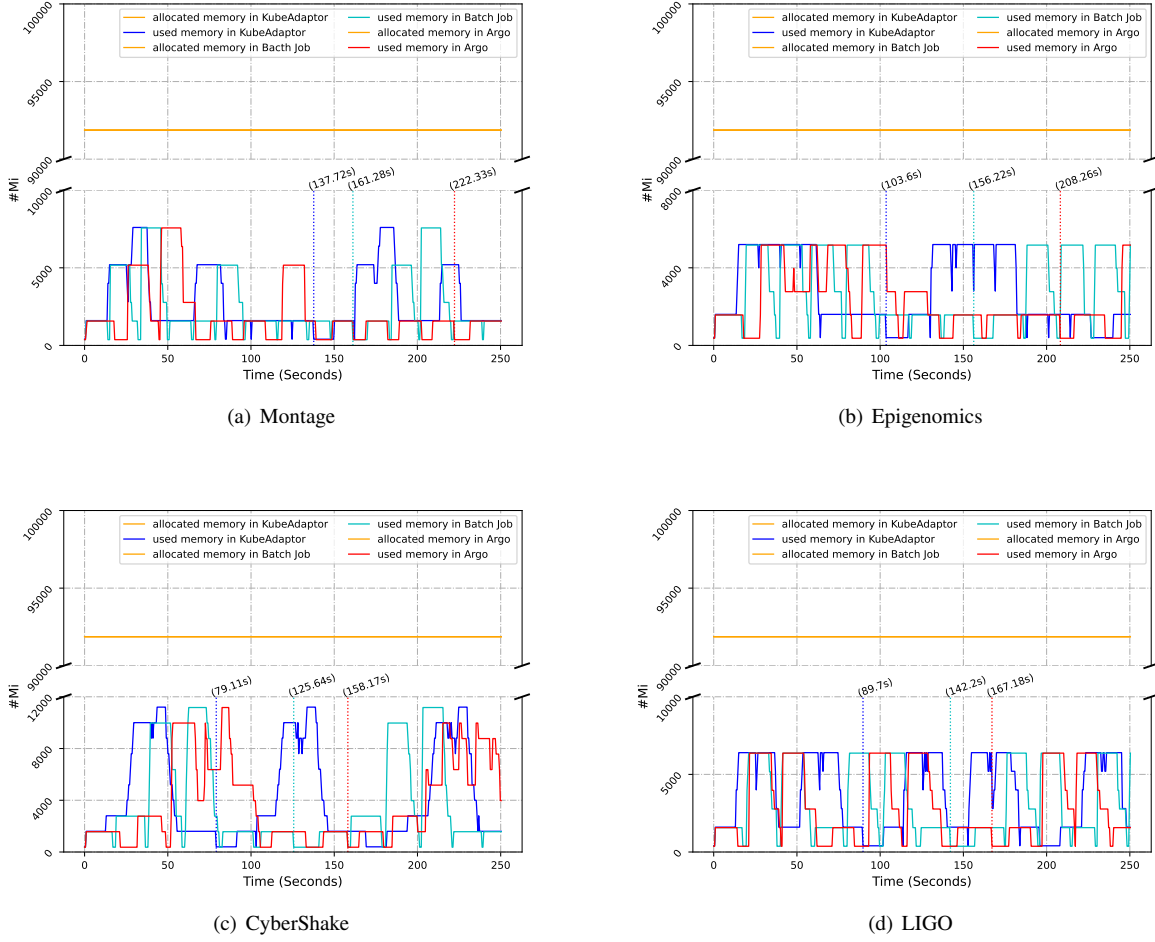 100000
allocated memory in KubeAdaptor
used memory in KubeAdaptor
allocated memory in Bacth Job
used memory in Batch Job
allocated memory in Argo
used memory in Argo
95000
90000
#Mi
(137.72s)
(161.28s)
(222.33s)
10000
5000
0
0 50 100 150 200 250
Time (Seconds)
(a) Montage
100000
allocated memory in KubeAdaptor
used memory in KubeAdaptor
allocated memory in Batch Job
used memory in Batch Job
allocated memory in Argo
used memory in Argo
95000
90000
#Mi
(103.6s)
(156.22s)
(208.26s)
8000
4000
0
0 50 100 150 200 250
Time (Seconds)
(b) Epigenomics
100000
allocated memory in KubeAdaptor
used memory in KubeAdaptor
allocated memory in Batch Job
used memory in Batch Job
allocated memory in Argo
used memory in Argo
95000
90000
#Mi
(79.11s)
(125.64s)
(158.17s)
12000
8000
4000
0
0 50 100 150 200 250
Time (Seconds)
(c) CyberShake
100000
allocated memory in KubeAdaptor
used memory in KubeAdaptor
allocated memory in Batch Job
used memory in Batch Job
allocated memory in Argo
used memory in Argo
95000
90000
#Mi
(89.7s)
(142.2s)
(167.18s)
10000
5000
0
0 50 100 150 200 250
Time (Seconds)
(d) LIGO